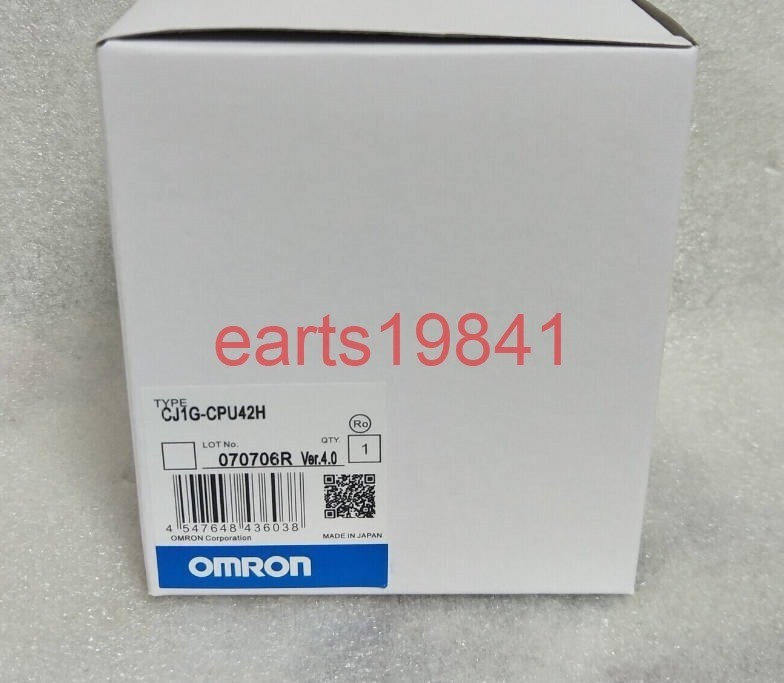 earts19841
TYPE
CJ1G-CPU42H
Ro
LOT No. QTY.
070706R Ver.4.0 1
4 547648 436038
OMRON Corporation MADE IN JAPAN
OMRON